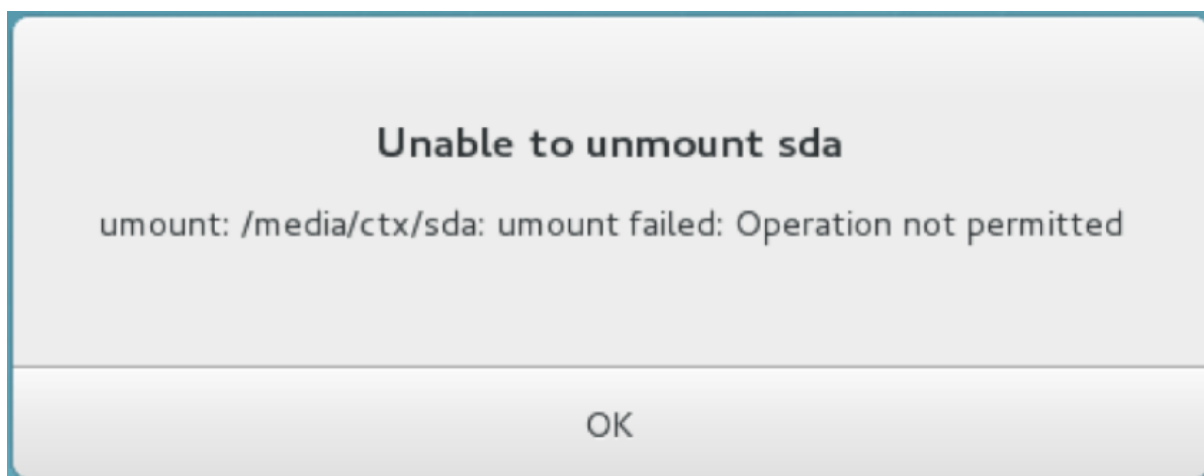 Unable to unmount sda
umount: /media/ctx/sda: umount failed: Operation not permitted
OK